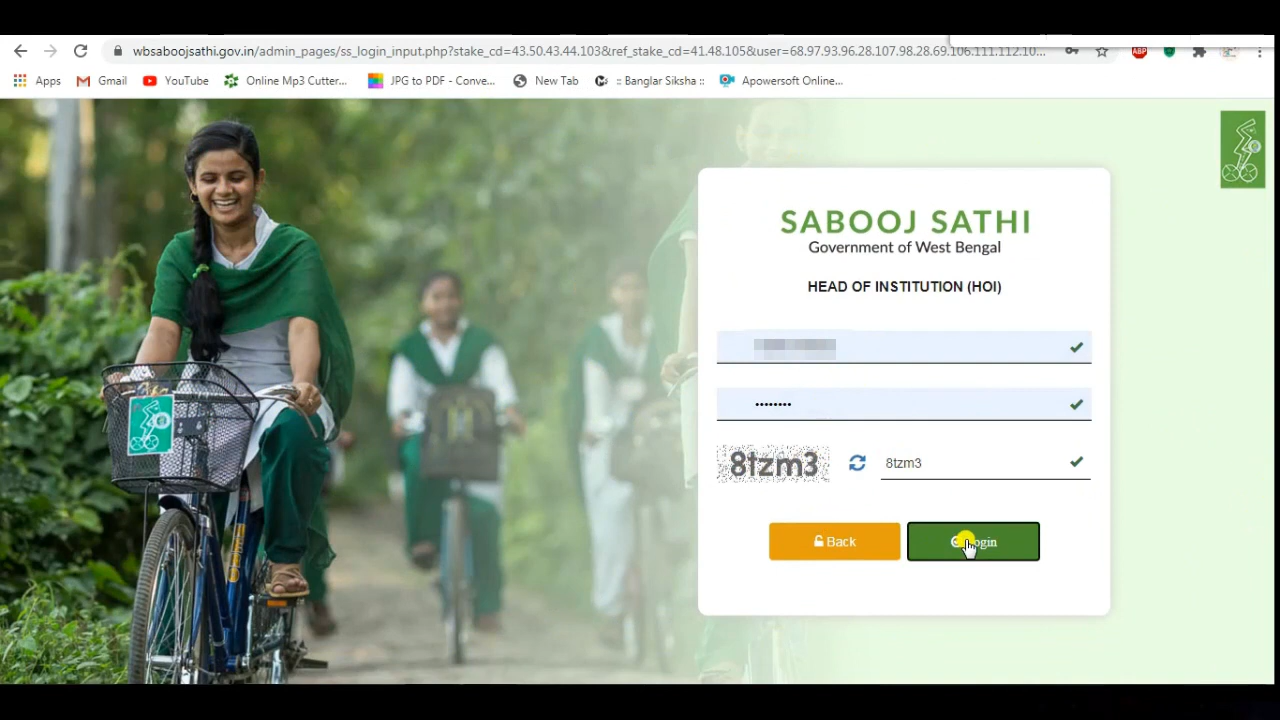 wbsaboojsathi.gov.in/admin_pages/ss_login_input.php?stake_cd=43.50.43.44.103&ref_stake_cd=41.48.105&user=68.97.93.96.28.107.98.28.69.106.111.112.10...
ABP
Apps Gmail YouTube Online Mp3 Cutter... JPG to PDF - Conve... New Tab :: Banglar Siksha :: Apowersoft Online...
SABOOJ SATHI
Government of West Bengal
HEAD OF INSTITUTION (HOI)
••••••••
8tzm3 8tzm3
Back Login